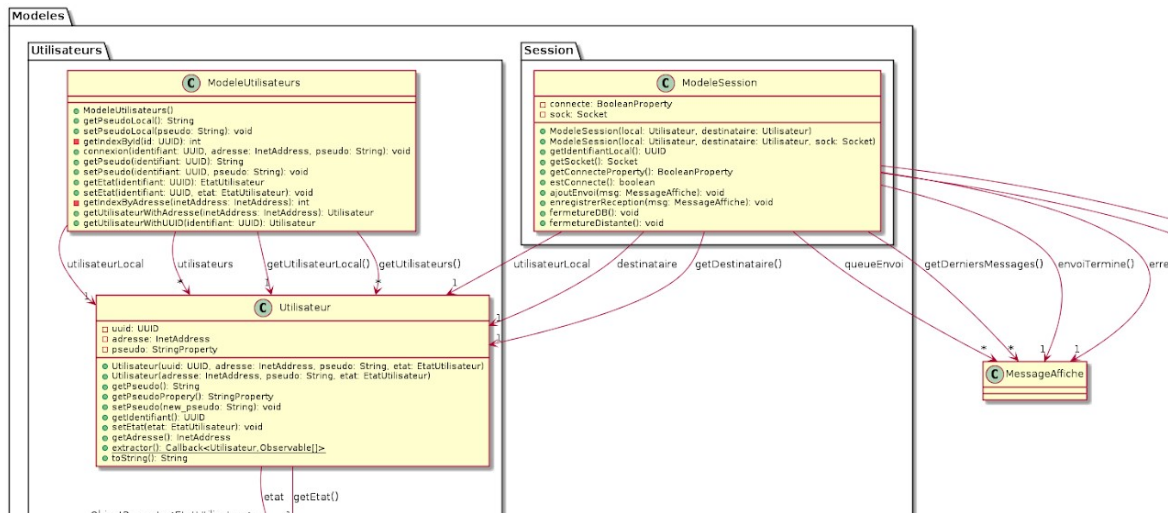 Modeles
Utilisateurs
Session
C ModeleUtilisateurs
ModeleUtilisateurs()
getPseudoLocal(): String
setPseudoLocal(pseudo: String): void
getIndexById(id: UUID): int
connexion(identifiant: UUID, adresse: InetAddress, pseudo: String): void
getPseudo(identifiant: UUID): String
setPseudo(identifiant: UUID, pseudo: String): void
getEtat(identifiant: UUID): EtatUtilisateur
setEtat(identifiant: UUID, etat: EtatUtilisateur): void
getIndexByAdresse(inetAddress: InetAddress): int
getUtilisateurWithAdresse(inetAddress: InetAddress): Utilisateur
getUtilisateurWithUUID(identifiant: UUID): Utilisateur
C ModeleSession
connecte: BooleanProperty
sock: Socket
ModeleSession(local: Utilisateur, destinataire: Utilisateur)
ModeleSession(local: Utilisateur, destinataire: Utilisateur, sock: Socket)
getIdentifiantLocal(): UUID
getSocket(): Socket
getConnecteProperty(): BooleanProperty
estConnecte(): boolean
ajoutEnvoi(msg: MessageAffiche): void
enregistrerReception(msg: MessageAffiche): void
fermetureDB(): void
fermetureDistante(): void
utilisateurLocal
utilisateurs
getUtilisateurLocal()
getUtilisateurs()
utilisateurLocal
destinataire
getDestinataire()
queueEnvoi
getDerniersMessages()
envoiTermine()
erre
1
*
1
*
1
1
1
*
*
1
1
C Utilisateur
uuid: UUID
adresse: InetAddress
pseudo: StringProperty
Utilisateur(uuid: UUID, adresse: InetAddress, pseudo: String, etat: EtatUtilisateur)
Utilisateur(adresse: InetAddress, pseudo: String, etat: EtatUtilisateur)
getPseudo(): String
getPseudoPropery(): StringProperty
setPseudo(new_pseudo: String): void
getIdentifiant(): UUID
setEtat(etat: EtatUtilisateur): void
getAdresse(): InetAddress
extractor(): Callback<Utilisateur,Observable[]>
toString(): String
C MessageAffiche
etat
getEtat()